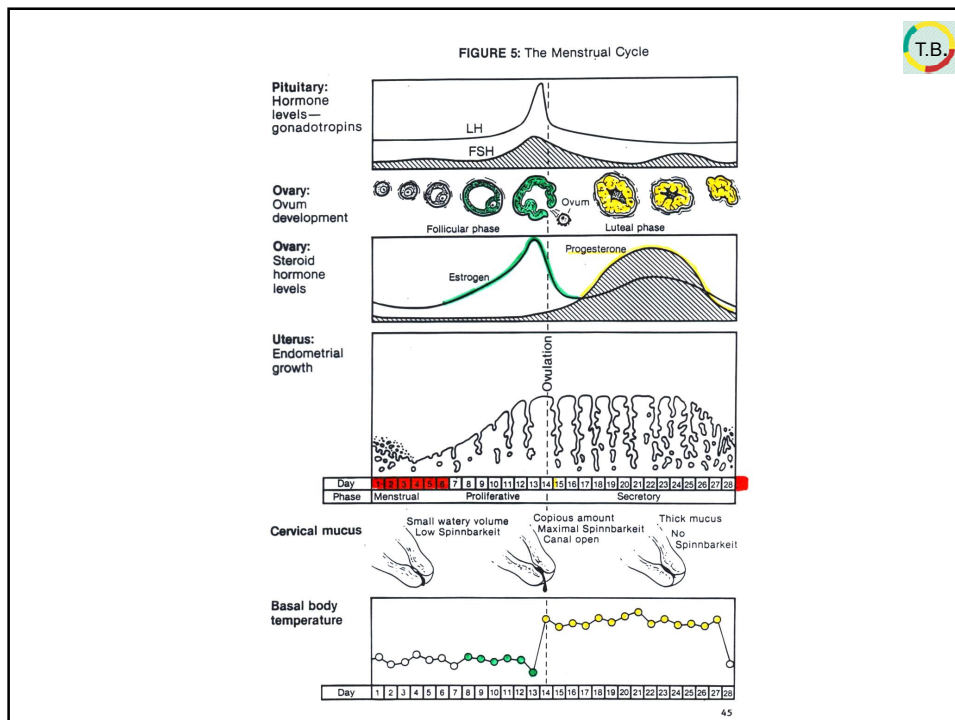 FIGURE 5: The Menstrual Cycle
T.B.
Pituitary:
Hormone
levels—
gonadotropins
LH
FSH
Ovary:
Ovum
development
Ovum
Follicular phase
Luteal phase
Ovary:
Steroid
hormone
levels
Estrogen
Progesterone
Uterus:
Endometrial
growth
Ovulation
Day 1 2 3 4 5 6 7 8 9 10 11 12 13 14 15 16 17 18 19 20 21 22 23 24 25 26 27 28
Phase Menstrual Proliferative Secretory
Cervical mucus
Small watery volume
Low Spinnbarkeit
Copious amount
Maximal Spinnbarkeit
Canal open
Thick mucus
No
Spinnbarkeit
Basal body
temperature
Day 1 2 3 4 5 6 7 8 9 10 11 12 13 14 15 16 17 18 19 20 21 22 23 24 25 26 27 28
45